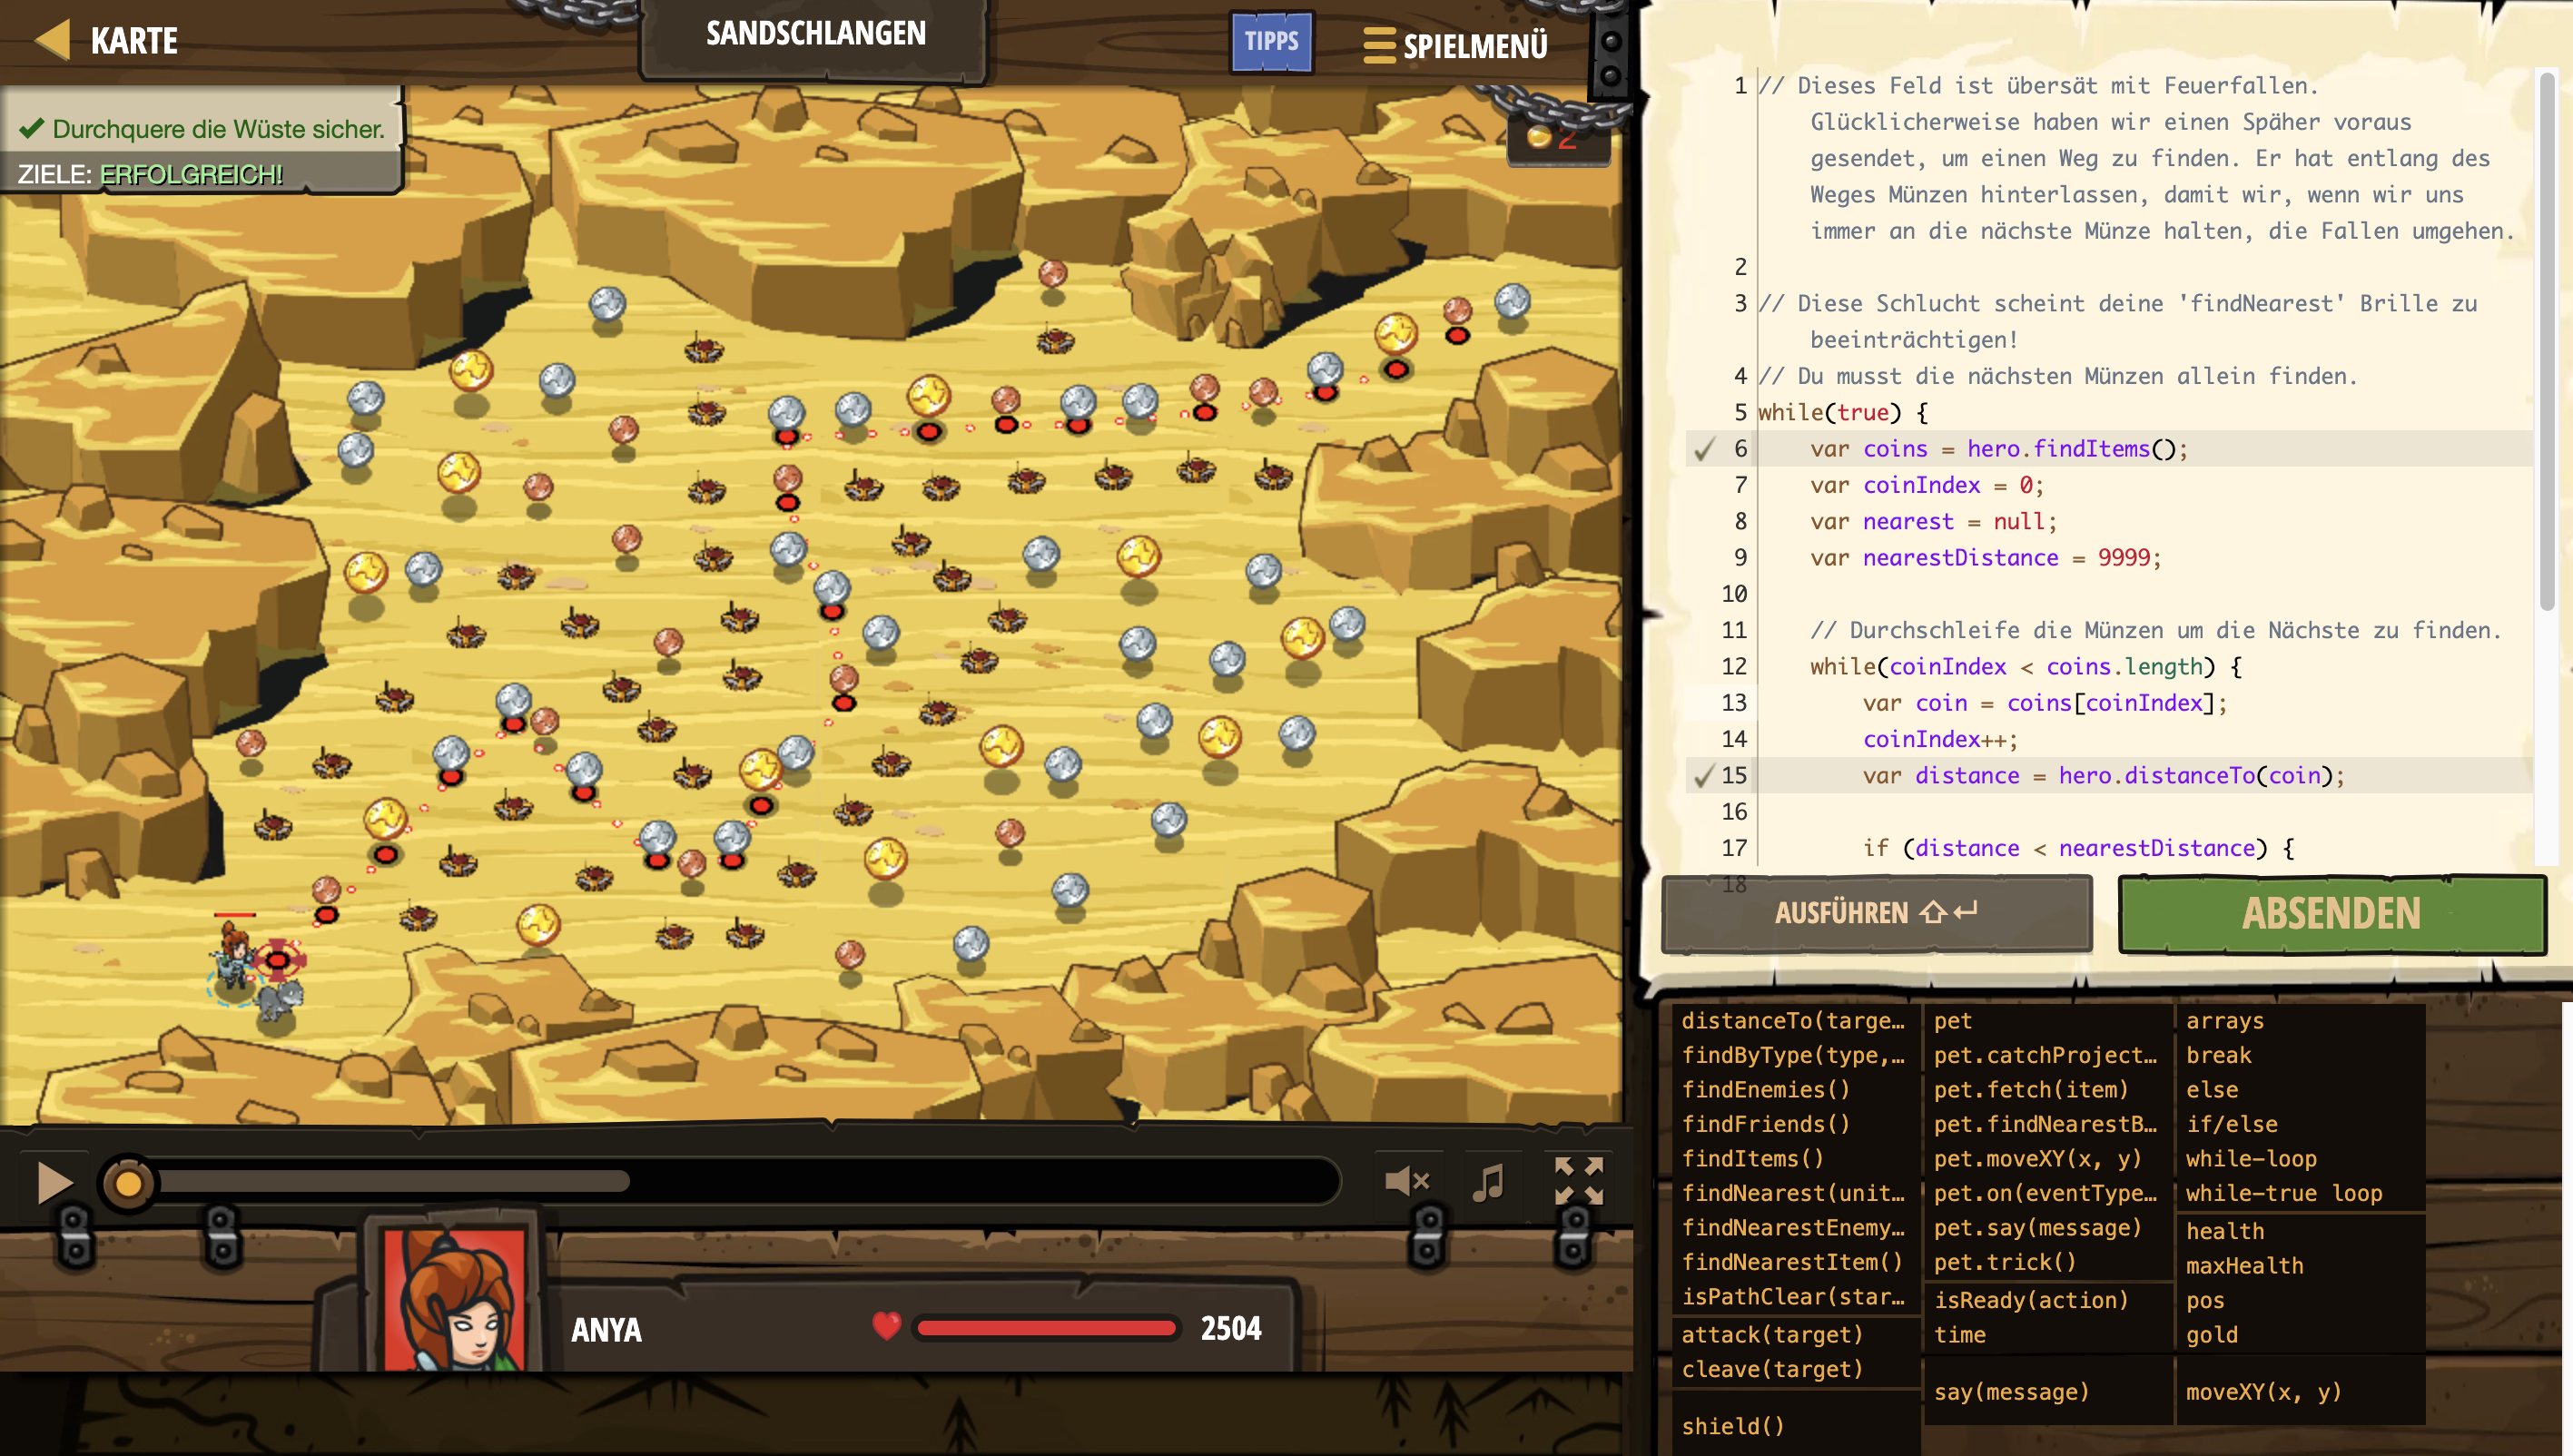 KARTE
SANDSCHLANGEN
TIPPS
SPIELMENÜ
Durchquere die Wüste sicher.
ZIELE: ERFOLGREICH!
2
1 // Dieses Feld ist übersät mit Feuerfallen.
Glücklicherweise haben wir einen Späher voraus
gesendet, um einen Weg zu finden. Er hat entlang des
Weges Münzen hinterlassen, damit wir, wenn wir uns
immer an die nächste Münze halten, die Fallen umgehen.
2
3 // Diese Schlucht scheint deine 'findNearest' Brille zu
beeinträchtigen!
4 // Du musst die nächsten Münzen allein finden.
5 while(true) {
6 var coins = hero.findItems();
7 var coinIndex = 0;
8 var nearest = null;
9 var nearestDistance = 9999;
10
11 // Durchschleife die Münzen um die Nächste zu finden.
12 while(coinIndex < coins.length) {
13 var coin = coins[coinIndex];
14 coinIndex++;
15 var distance = hero.distanceTo(coin);
16
17 if (distance < nearestDistance) {
18
AUSFÜHREN
ABSENDEN
distanceTo(targe…
findByType(type,…
findEnemies()
findFriends()
findItems()
findNearest(unit…
findNearestEnemy…
findNearestItem()
isPathClear(star…
attack(target)
cleave(target)
shield()
pet
pet.catchProject…
pet.fetch(item)
pet.findNearestB…
pet.moveXY(x, y)
pet.on(eventType…
pet.say(message)
pet.trick()
isReady(action)
time
say(message)
arrays
break
else
if/else
while-loop
while-true loop
health
maxHealth
pos
gold
moveXY(x, y)
ANYA
2504